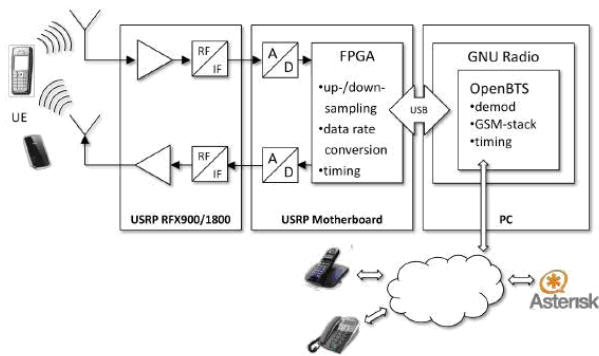 UE
RF
IF
A
D
FPGA
•up-/down-
sampling
•data rate
conversion
•timing
RF
IF
A
D
USB
GNU Radio
OpenBTS
•demod
•GSM-stack
•timing
USRP RFX900/1800
USRP Motherboard
PC
Asterisk